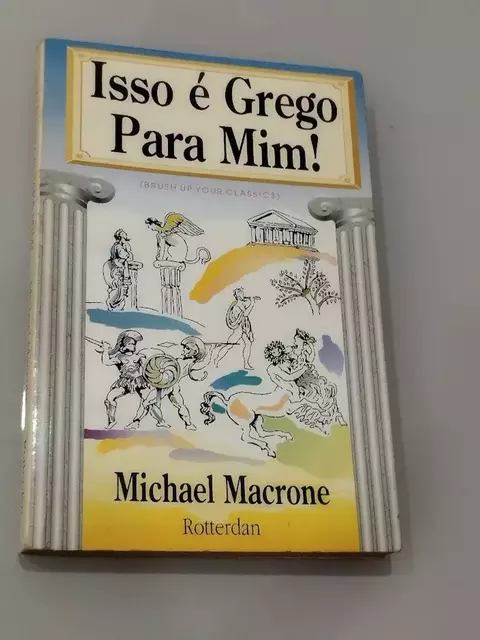 Isso é Grego
Para Mim!
(BRUSH UP YOUR CLASSICS)
Michael Macrone
Rotterdan